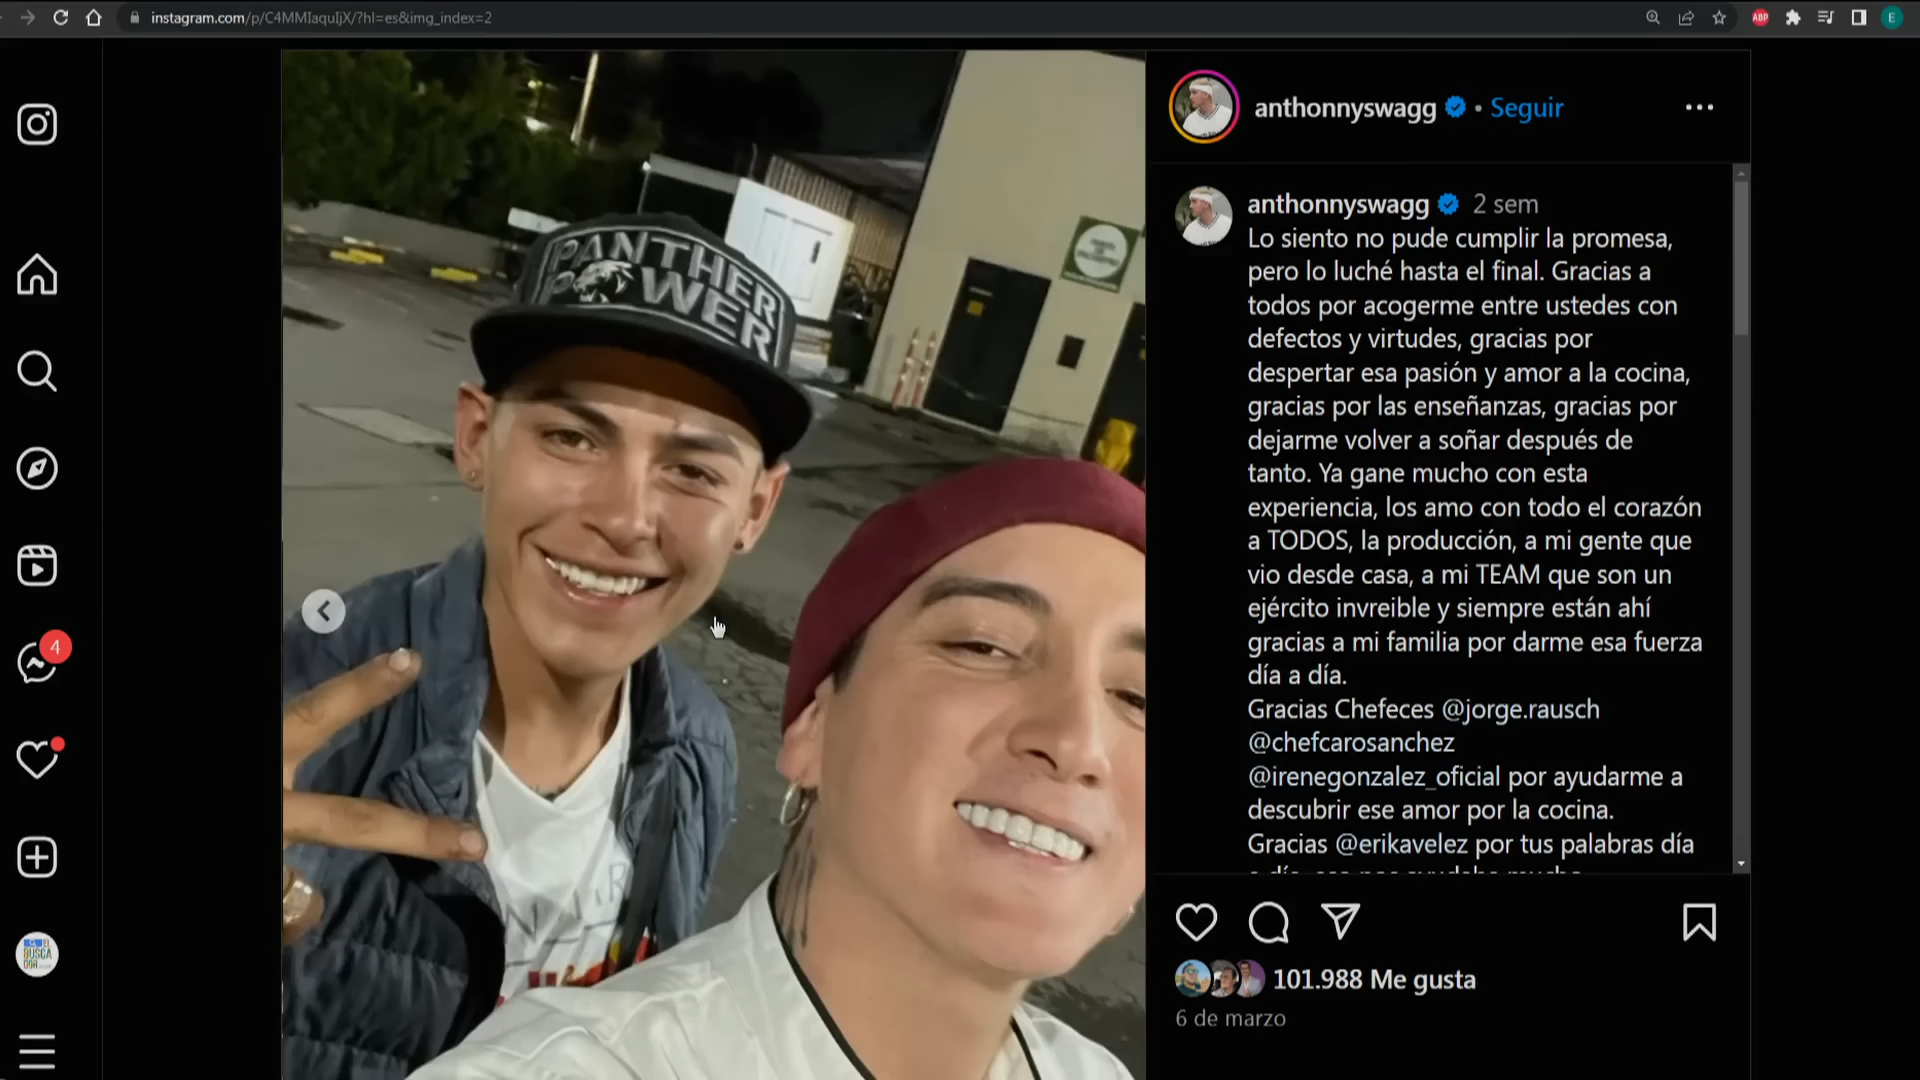 instagram.com/p/C4MMIaquIjX/?hl=es&img_index=2
ABP
E
PANTHER
POWER
anthonnyswagg • Seguir
anthonnyswagg 2 sem
Lo siento no pude cumplir la promesa,
pero lo luché hasta el final. Gracias a
todos por acogerme entre ustedes con
defectos y virtudes, gracias por
despertar esa pasión y amor a la cocina,
gracias por las enseñanzas, gracias por
dejarme volver a soñar después de
tanto. Ya gane mucho con esta
experiencia, los amo con todo el corazón
a TODOS, la producción, a mi gente que
vio desde casa, a mi TEAM que son un
ejército invreible y siempre están ahí
gracias a mi familia por darme esa fuerza
día a día.
Gracias Chefeces @jorge.rausch
@chefcarosanchez
@irenegonzalez_oficial por ayudarme a
descubrir ese amor por la cocina.
Gracias @erikavelez por tus palabras día
4
EL
BUSCA
DOR
101.988 Me gusta
6 de marzo